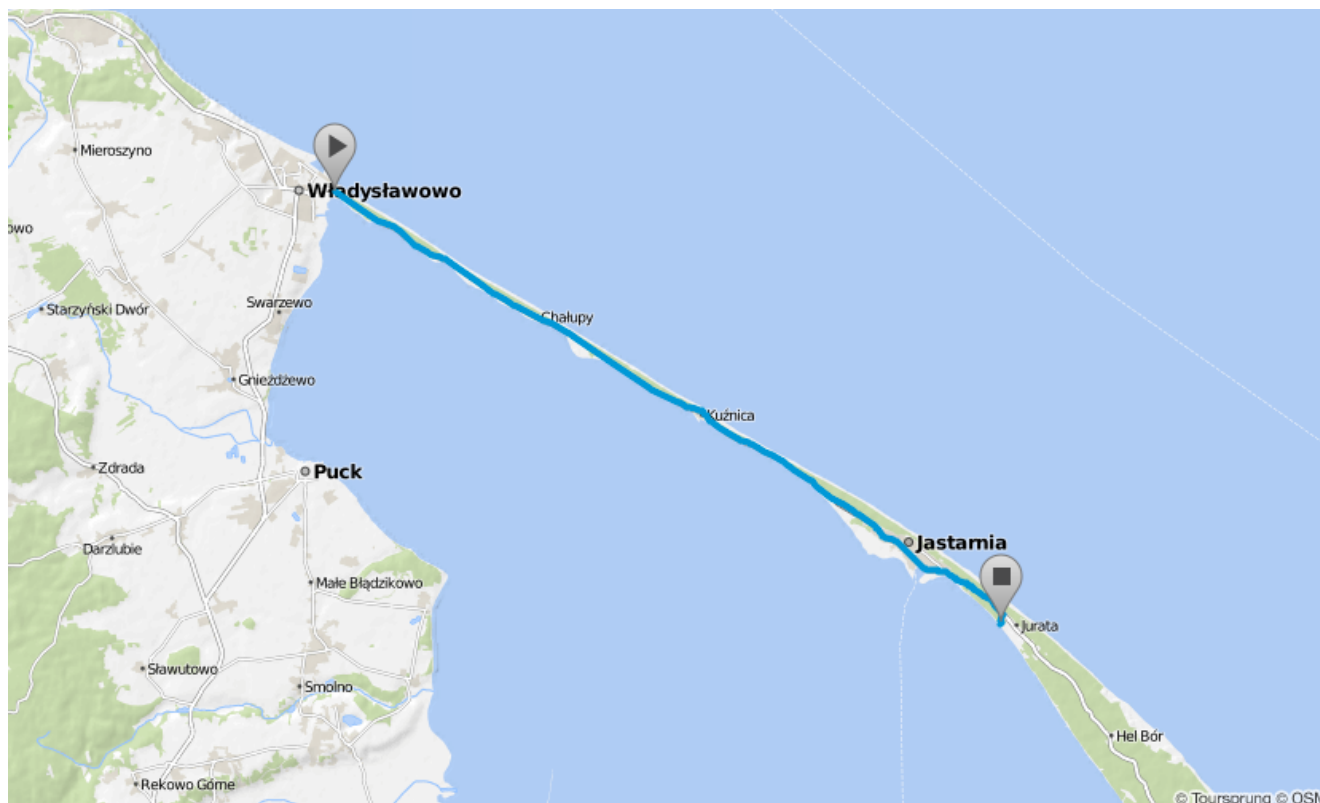 Mieroszyno
Władysławowo
owo
Swarzewo
Starzyński Dwór
Chałupy
Gnieżdżewo
Kuźnica
Zdrada
Puck
Darzlubie
Jastarnia
Małe Błądzikowo
Jurata
Sławutowo
Smolno
Hel Bór
Rekowo Górne
© Toursprung © OSM